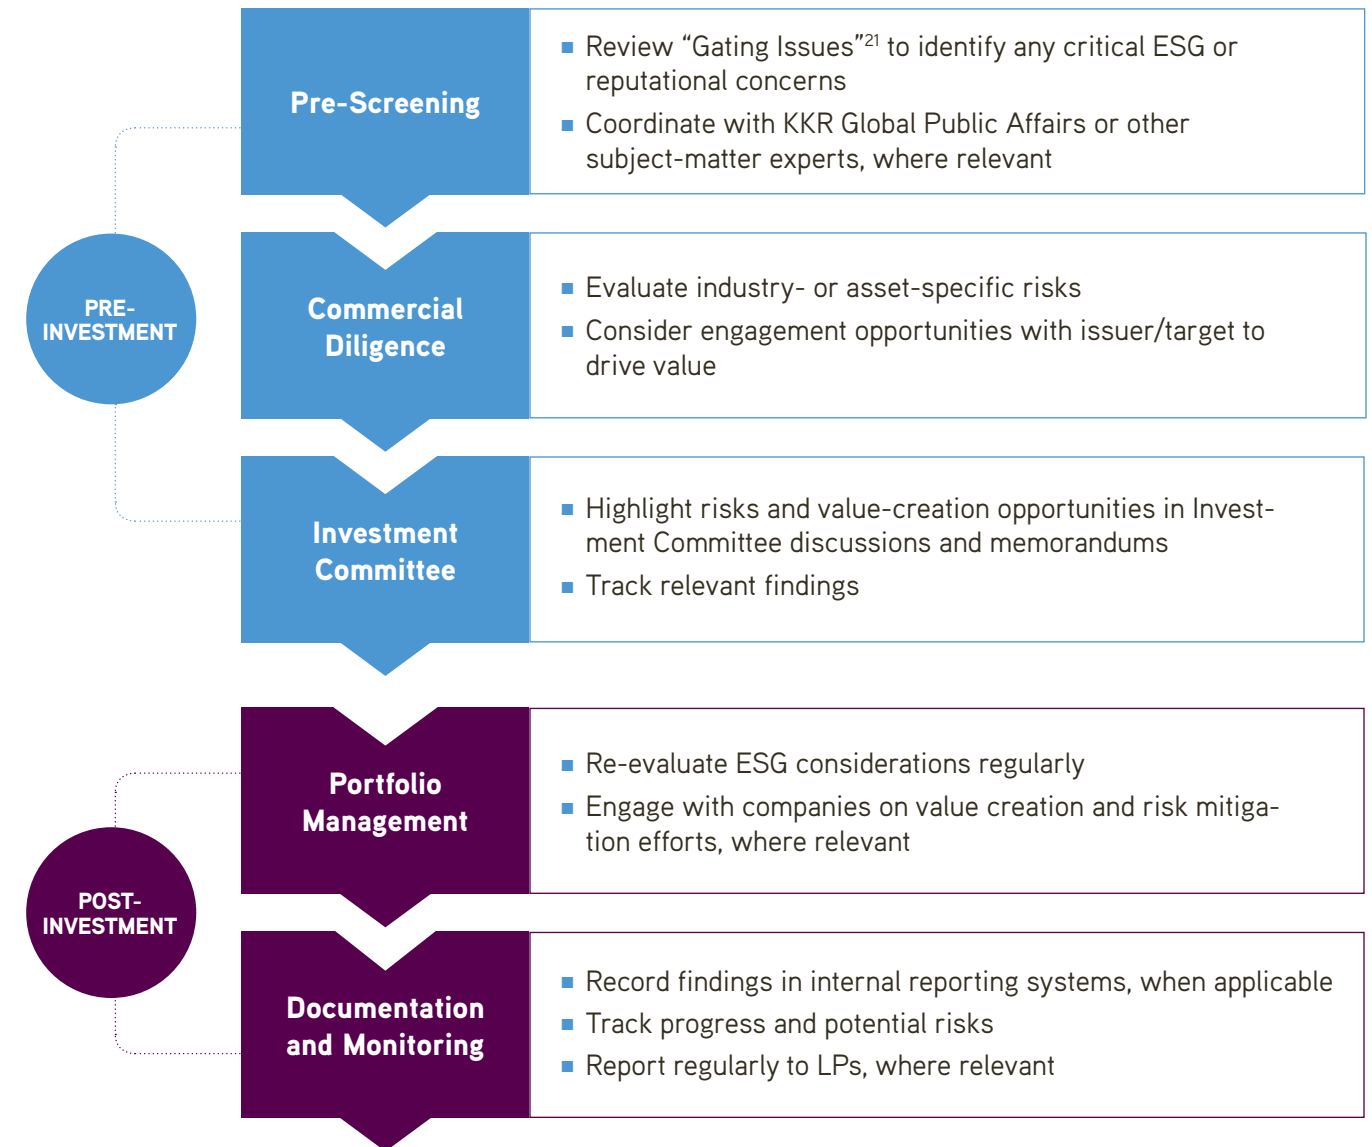 PRE-
INVESTMENT
Pre-Screening
■ Review “Gating Issues”²¹ to identify any critical ESG or
reputational concerns
■ Coordinate with KKR Global Public Affairs or other
subject-matter experts, where relevant
Commercial
Diligence
■ Evaluate industry- or asset-specific risks
■ Consider engagement opportunities with issuer/target to
drive value
Investment
Committee
■ Highlight risks and value-creation opportunities in Invest-
ment Committee discussions and memorandums
■ Track relevant findings
POST-
INVESTMENT
Portfolio
Management
■ Re-evaluate ESG considerations regularly
■ Engage with companies on value creation and risk mitiga-
tion efforts, where relevant
Documentation
and Monitoring
■ Record findings in internal reporting systems, when applicable
■ Track progress and potential risks
■ Report regularly to LPs, where relevant